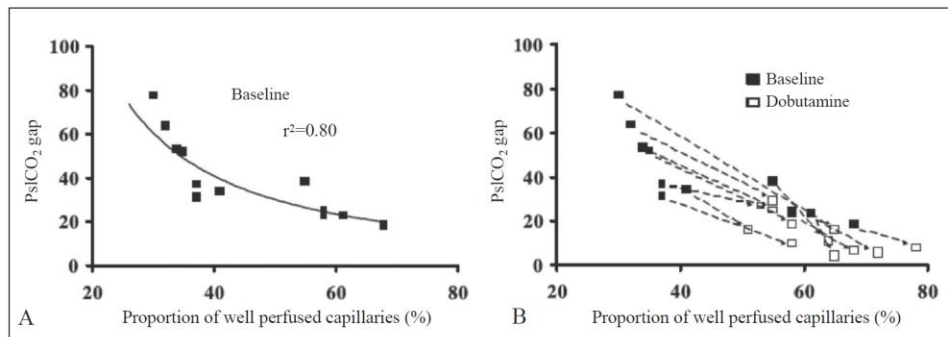 100
80
60
40
20
0
PslCO₂ gap
Baseline
r²=0.80
20 40 60 80
Proportion of well perfused capillaries (%)
A
100
80
60
40
20
0
PslCO₂ gap
Baseline
Dobutamine
20 40 60 80
Proportion of well perfused capillaries (%)
B